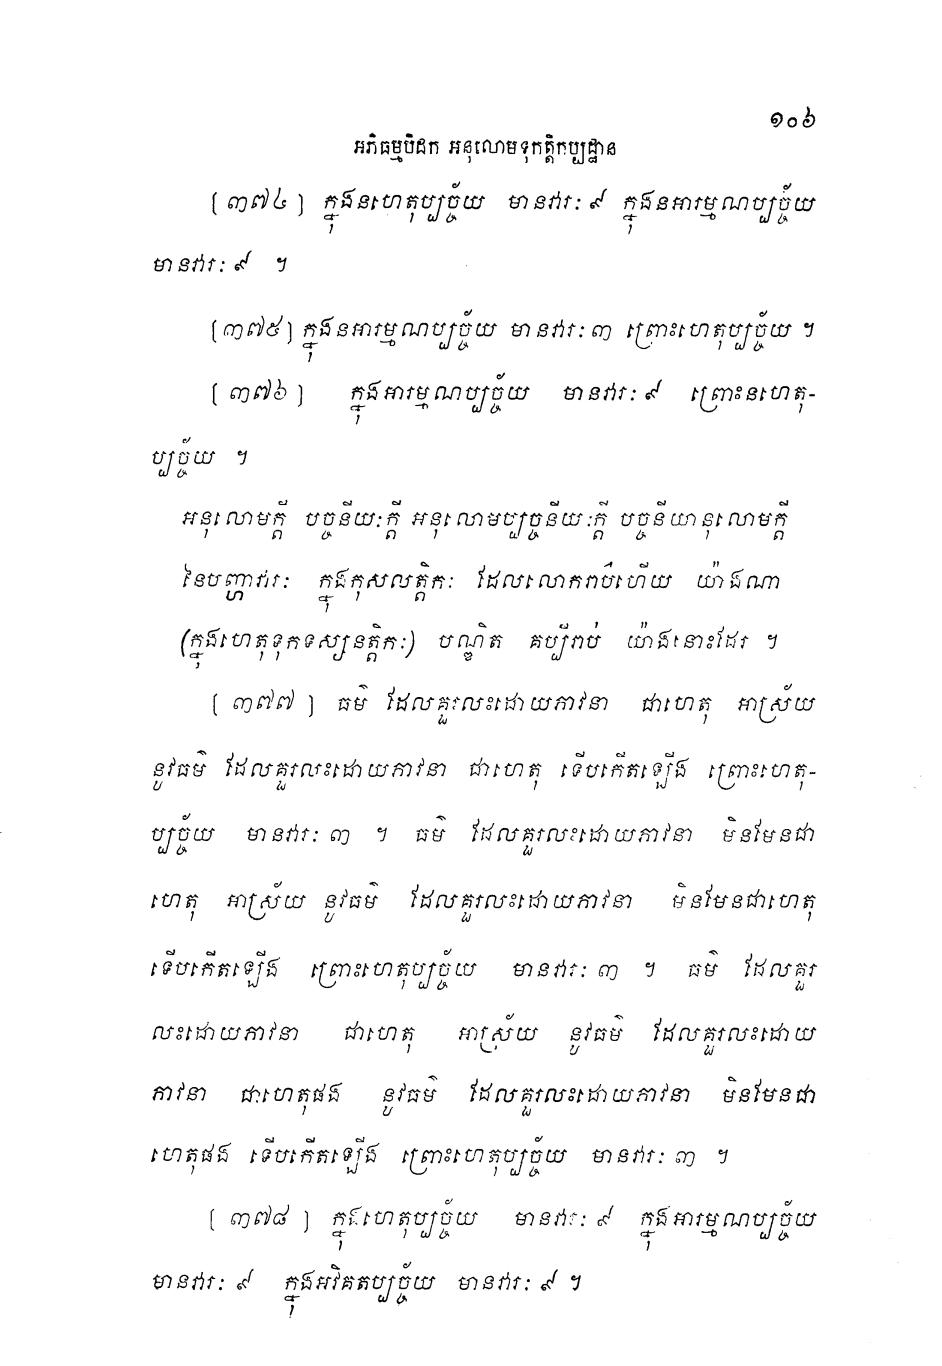 ១០៦
អភិធម្មបិដក អនុលោមទុកត្តិកប្បដ្ឋាន
[៣៧៤] ក្នុងនហេតុប្បច្ច័យ មានវារៈ ៩ ក្នុងនអារម្មណប្បច្ច័យ
មានវារៈ ៩ ។
[៣៧៥] ក្នុងនអារម្មណប្បច្ច័យ មានវារៈ ៣ ព្រោះហេតុប្បច្ច័យ ។
[៣៧៦] ក្នុងអារម្មណប្បច្ច័យ មានវារៈ ៩ ព្រោះនហេតុ-
ប្បច្ច័យ ។
អនុលោមក្តី បច្ចនីយៈក្តី អនុលោមប្បច្ចនីយៈក្តី បច្ចនីយានុលោមក្តី
នៃបញ្ហាវារៈ ក្នុងកុសលត្តិកៈ ដែលលោករាប់ហើយ យ៉ាងណា
(ក្នុងហេតុទុកទស្សនត្តិកៈ) បណ្ឌិត គប្បីរាប់ យ៉ាងនោះដែរ ។
[៣៧៧] ធម៌ ដែលគួរលះដោយភាវនា ជាហេតុ អាស្រ័យ
នូវធម៌ ដែលគួរលះដោយភាវនា ជាហេតុ ទើបកើតឡើង ព្រោះហេតុ-
ប្បច្ច័យ មានវារៈ ៣ ។ ធម៌ ដែលគួរលះដោយភាវនា មិនមែនជា
ហេតុ អាស្រ័យ នូវធម៌ ដែលគួរលះដោយភាវនា មិនមែនជាហេតុ
ទើបកើតឡើង ព្រោះហេតុប្បច្ច័យ មានវារៈ ៣ ។ ធម៌ ដែលគួរ
លះដោយភាវនា ជាហេតុ អាស្រ័យ នូវធម៌ ដែលគួរលះដោយ
ភាវនា ជាហេតុផង នូវធម៌ ដែលគួរលះដោយភាវនា មិនមែនជា
ហេតុផង ទើបកើតឡើង ព្រោះហេតុប្បច្ច័យ មានវារៈ ៣ ។
[៣៧៨] ក្នុងហេតុប្បច្ច័យ មានវារៈ ៩ ក្នុងអារម្មណប្បច្ច័យ
មានវារៈ ៩ ក្នុងអវិគតប្បច្ច័យ មានវារៈ ៩ ។